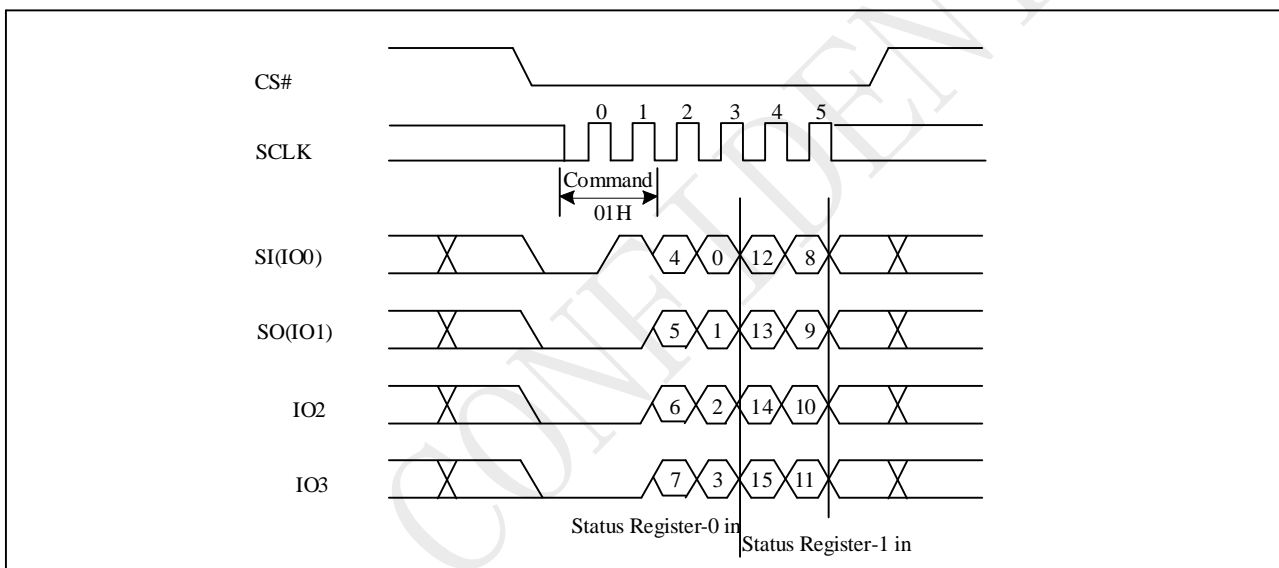 CS#
0 1 2 3 4 5
SCLK
Command
01H
SI(IO0) 4 0 12 8
SO(IO1) 5 1 13 9
IO2 6 2 14 10
IO3 7 3 15 11
Status Register-0 in
Status Register-1 in
CONFIDENT